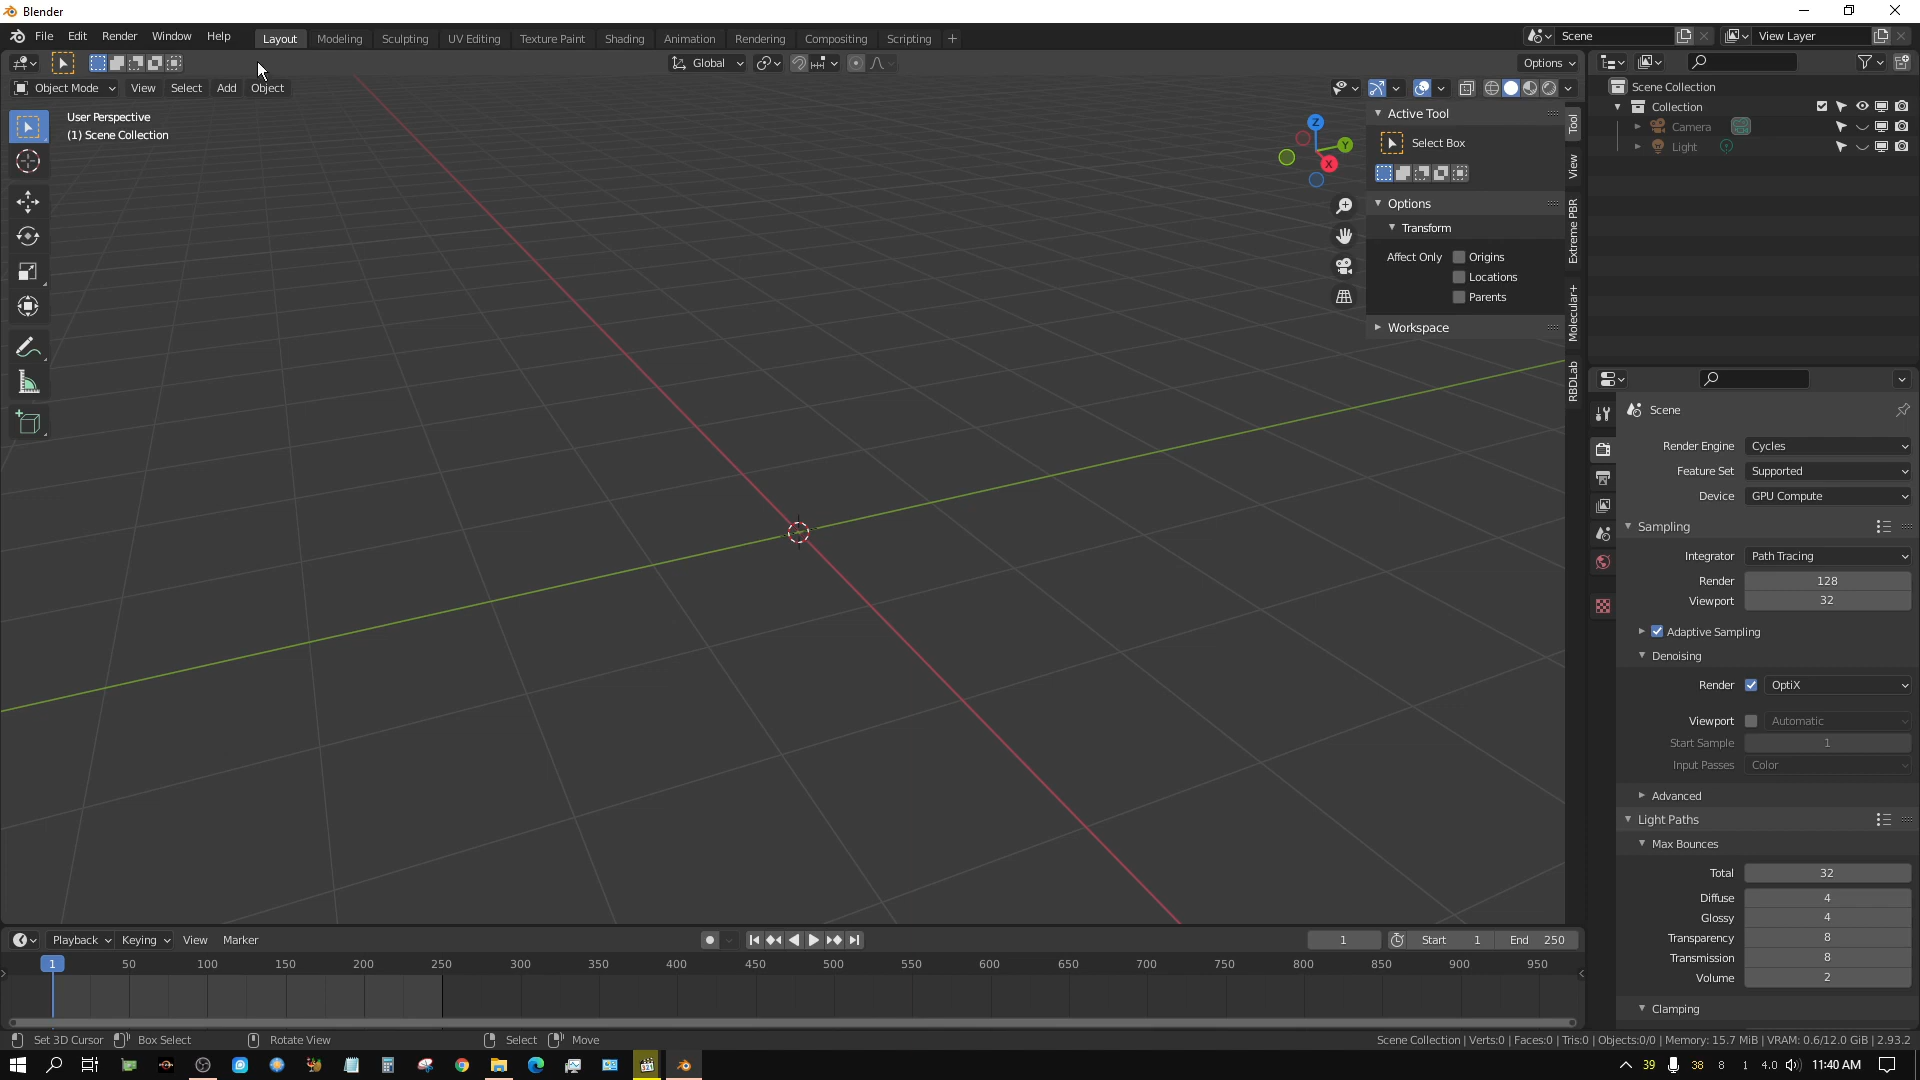 Blender
File Edit Render Window Help Layout Modeling Sculpting UV Editing Texture Paint Shading Animation Rendering Compositing Scripting + Scene View Layer
Global Options
Object Mode View Select Add Object
User Perspective
(1) Scene Collection
Z
Y
X
Active Tool
Select Box
Options
Transform
Affect Only Origins
Locations
Parents
Workspace
Tool
View
Extreme PBR
Molecular+
RBDLab
Scene Collection
Collection
Camera
Light
Scene
Render Engine Cycles
Feature Set Supported
Device GPU Compute
Sampling
Integrator Path Tracing
Render 128
Viewport 32
Adaptive Sampling
Denoising
Render OptiX
Viewport Automatic
Start Sample 1
Input Passes Color
Advanced
Light Paths
Max Bounces
Total 32
Diffuse 4
Glossy 4
Transparency 8
Transmission 8
Volume 2
Clamping
Playback Keying View Marker 1 Start 1 End 250
1 50 100 150 200 250 300 350 400 450 500 550 600 650 700 750 800 850 900 950
Set 3D Cursor Box Select Rotate View Select Move Scene Collection | Verts:0 | Faces:0 | Tris:0 | Objects:0/0 | Memory: 15.7 MiB | VRAM: 0.6/12.0 GiB | 2.93.2
39 38 8 1 4.0 11:40 AM